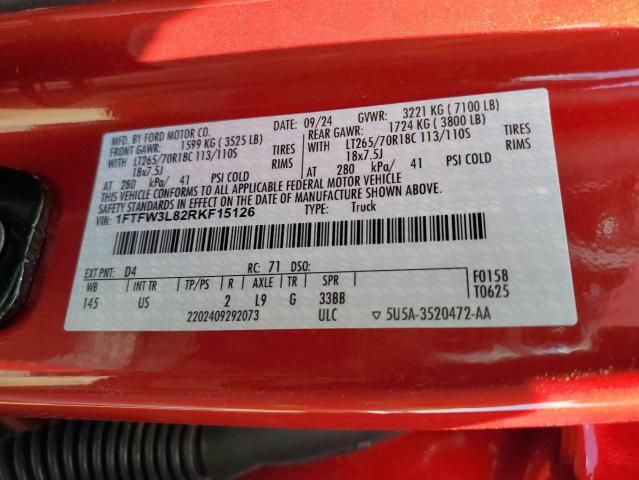 MFD. BY FORD MOTOR CO.
DATE: 09/24 GVWR: 3221 KG ( 7100 LB)
FRONT GAWR: 1599 KG ( 3525 LB) REAR GAWR: 1724 KG ( 3800 LB)
WITH LT265/70R18C 113/110S TIRES WITH LT265/70R18C 113/110S TIRES
18x7.5J RIMS 18x7.5J RIMS
AT 280 kPa/ 41 PSI COLD AT 280 kPa/ 41 PSI COLD
THIS VEHICLE CONFORMS TO ALL APPLICABLE FEDERAL MOTOR VEHICLE
SAFETY STANDARDS IN EFFECT ON THE DATE OF MANUFACTURE SHOWN ABOVE.
VIN: 1FTFW3L82RKF15126 TYPE: Truck
EXT PNT: D4 RC: 71 DSO:
WB INT TR TP/PS R AXLE TR SPR
145 US 2 L9 G 33BB
F0158
T0625
2202409292073 ULC ▽ 5U5A-3520472-AA